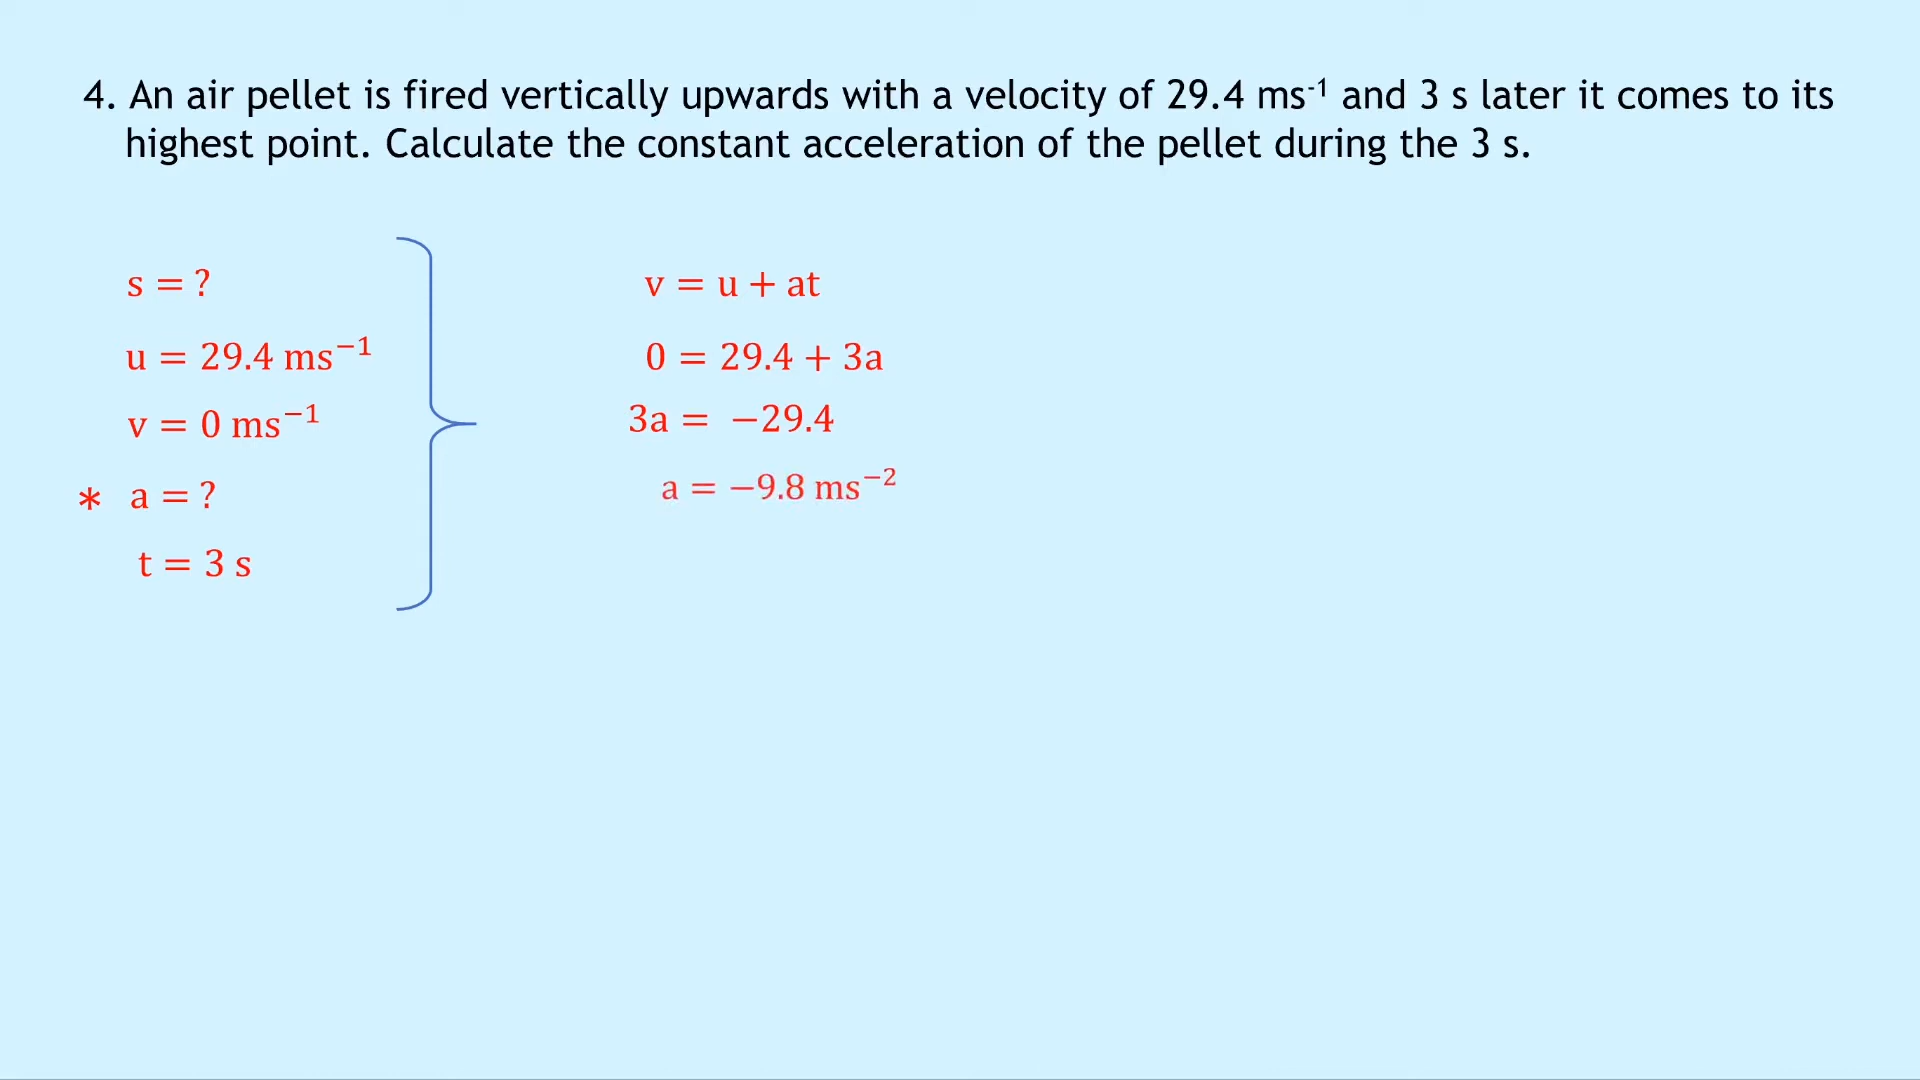 4. An air pellet is fired vertically upwards with a velocity of 29.4 ms⁻¹ and 3 s later it comes to its
highest point. Calculate the constant acceleration of the pellet during the 3 s.
s = ?
u = 29.4 ms⁻¹
v = 0 ms⁻¹
* a = ?
t = 3 s
v = u + at
0 = 29.4 + 3a
3a = −29.4
a = −9.8 ms⁻²